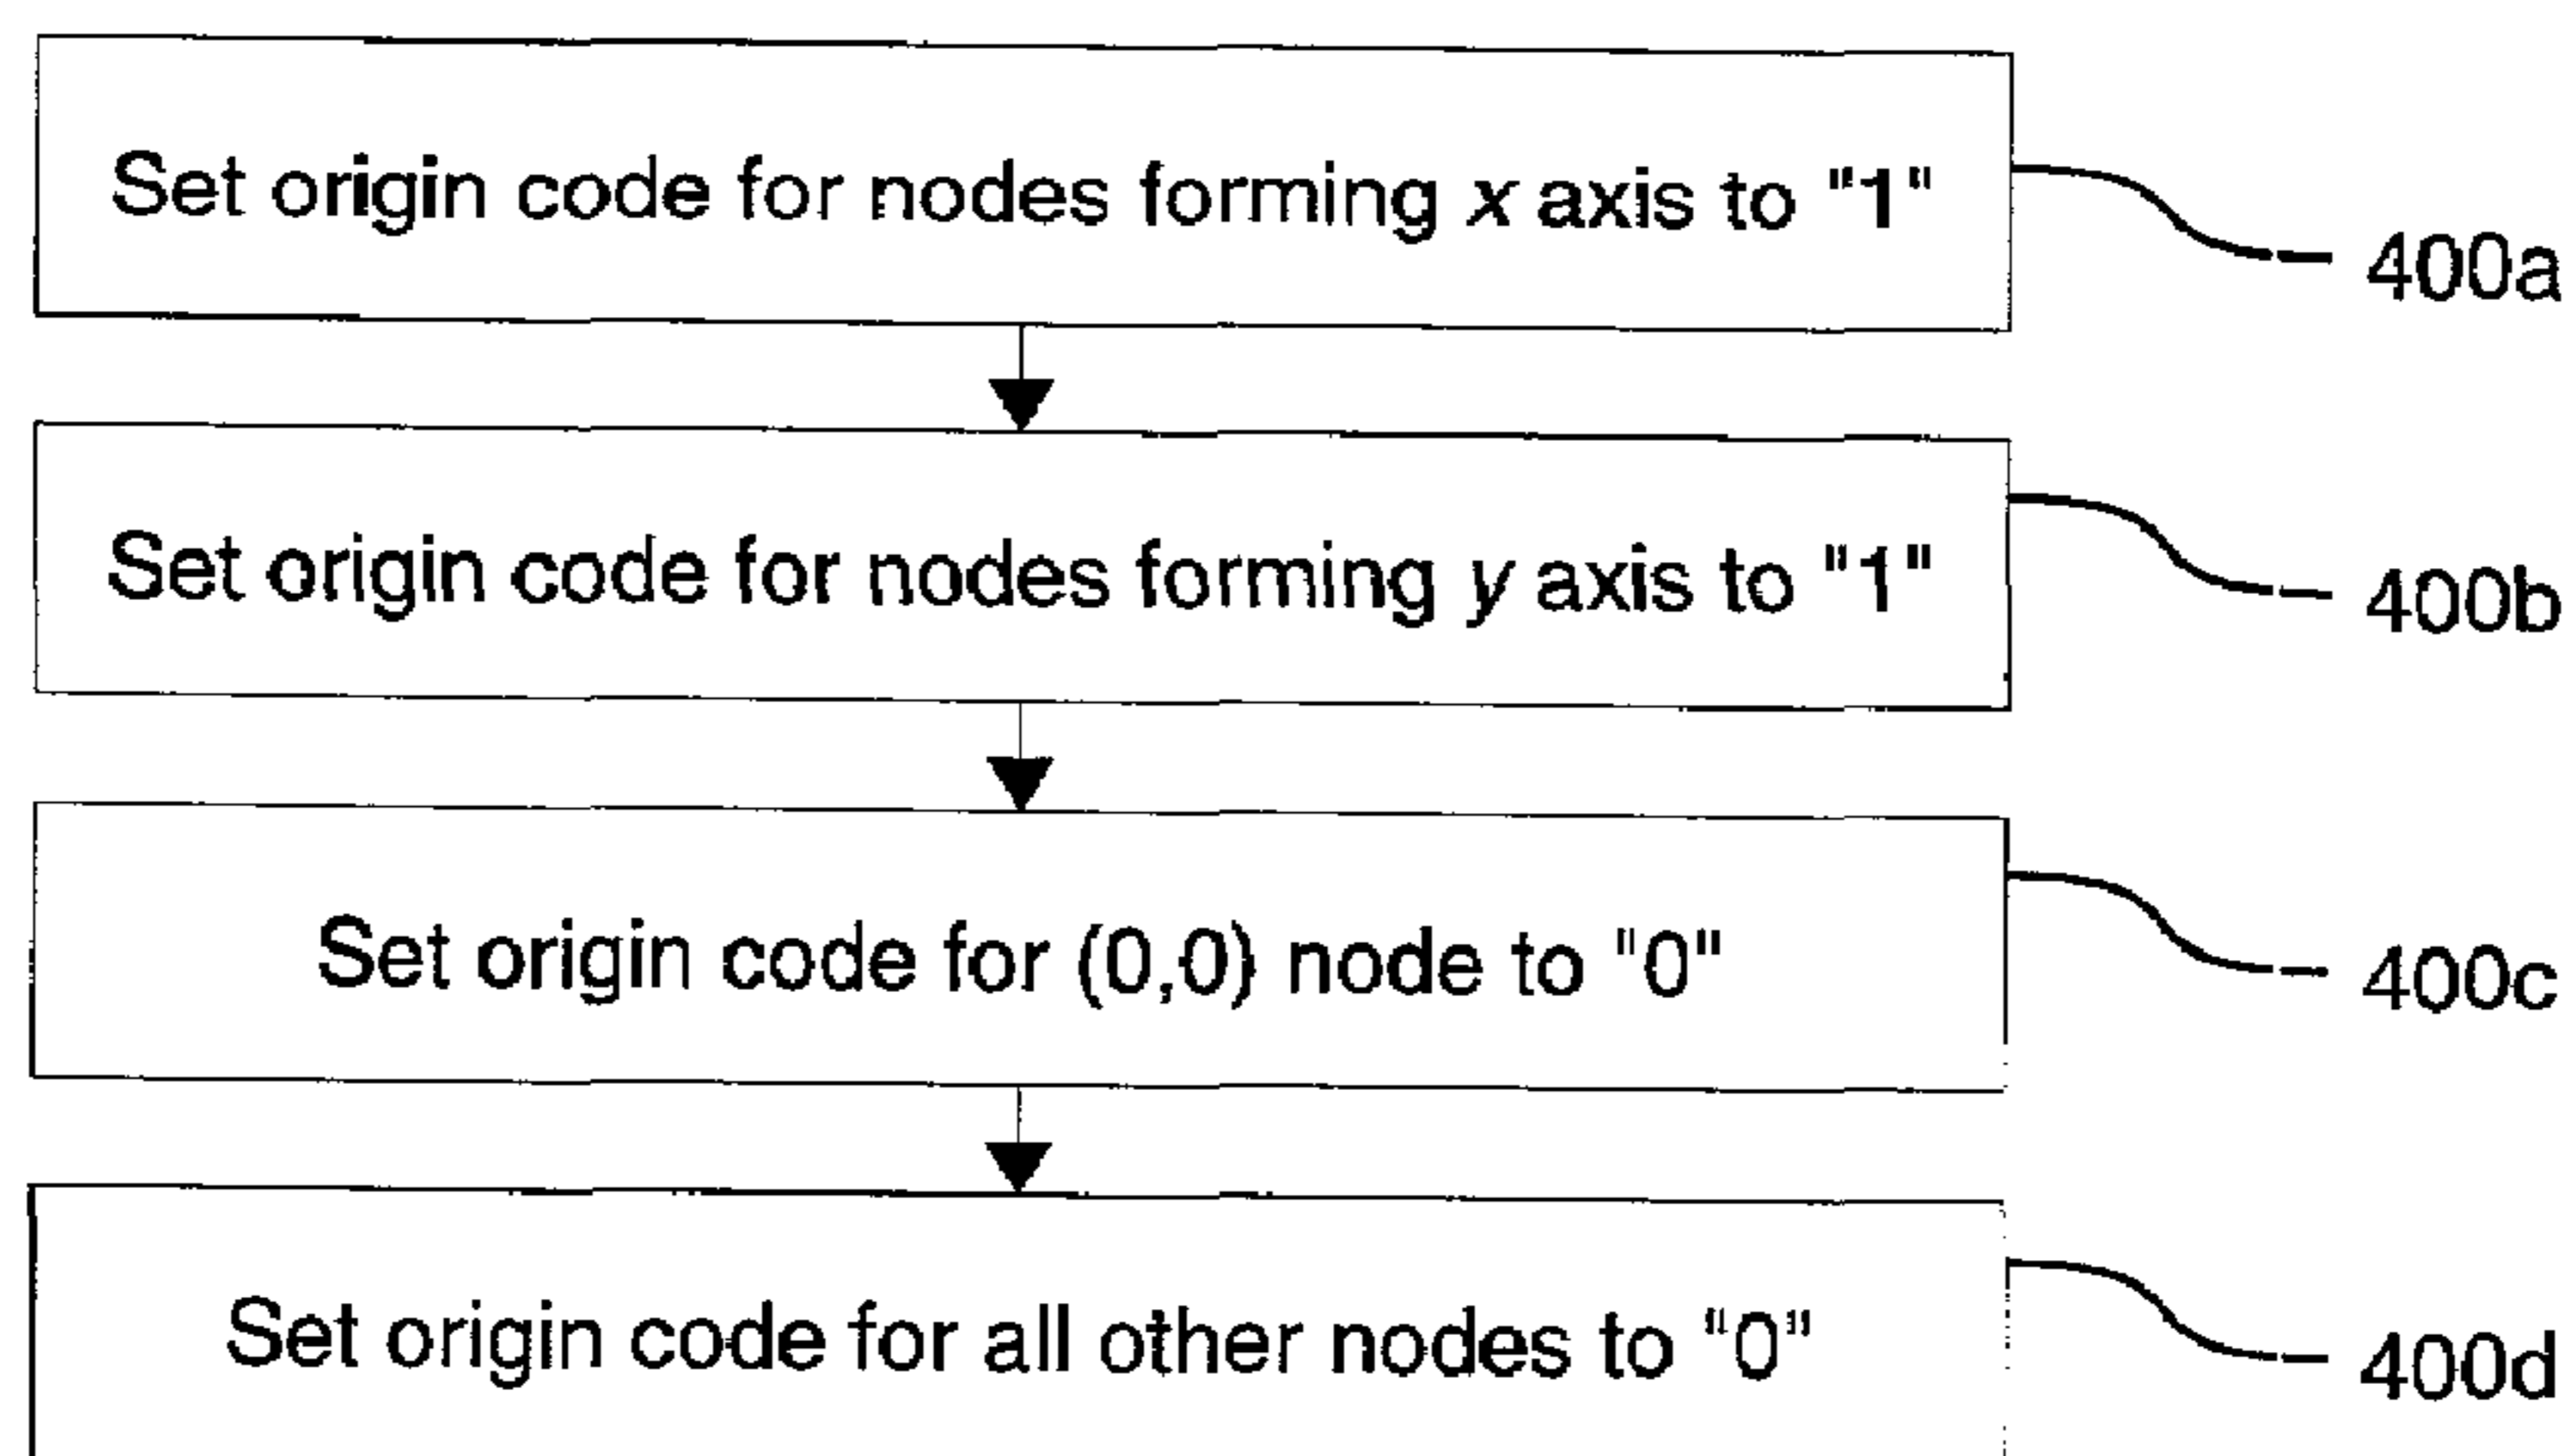 Set origin code for nodes forming x axis to "1"
400a
Set origin code for nodes forming y axis to "1"
400b
Set origin code for (0,0) node to "0"
400c
Set origin code for all other nodes to "0"
400d